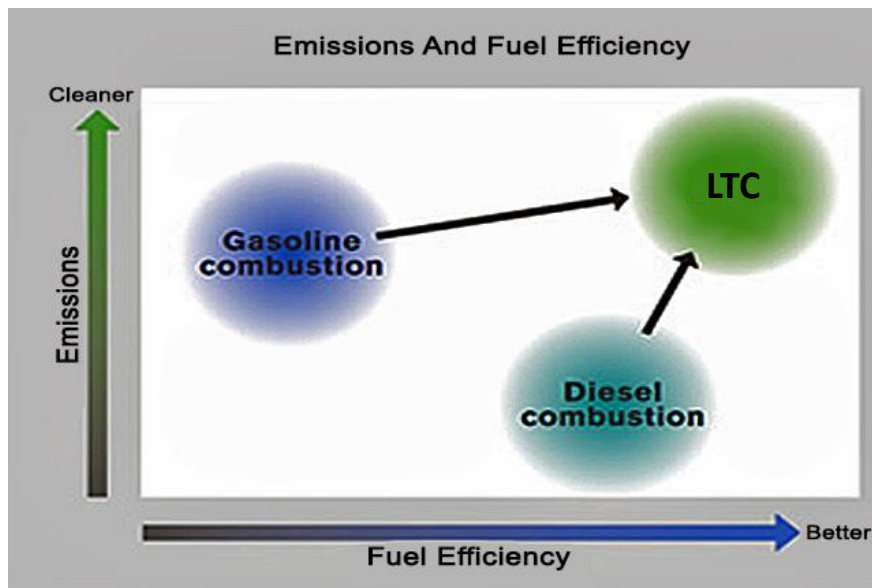 Emissions And Fuel Efficiency
Cleaner
Emissions
Gasoline
combustion
LTC
Diesel
combustion
Better
Fuel Efficiency